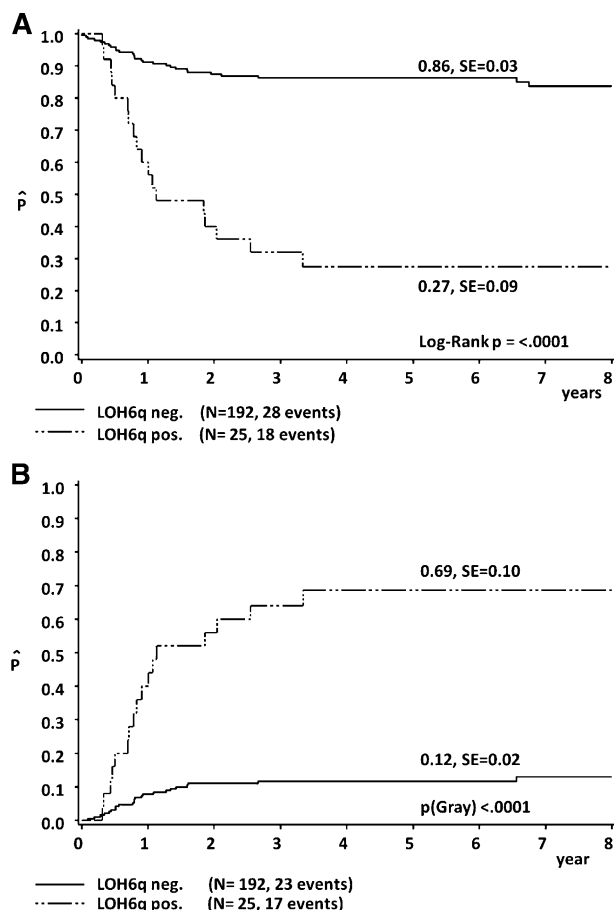 A
1.0
0.9
0.8
0.7
0.6
0.5
0.4
0.3
0.2
0.1
0.0
P̂
0.86, SE=0.03
0.27, SE=0.09
Log-Rank p = <.0001
0 1 2 3 4 5 6 7 8
years
LOH6q neg. (N=192, 28 events)
LOH6q pos. (N= 25, 18 events)
B
1.0
0.9
0.8
0.7
0.6
0.5
0.4
0.3
0.2
0.1
0.0
P̂
0.69, SE=0.10
0.12, SE=0.02
p(Gray) <.0001
0 1 2 3 4 5 6 7 8
year
LOH6q neg. (N= 192, 23 events)
LOH6q pos. (N= 25, 17 events)